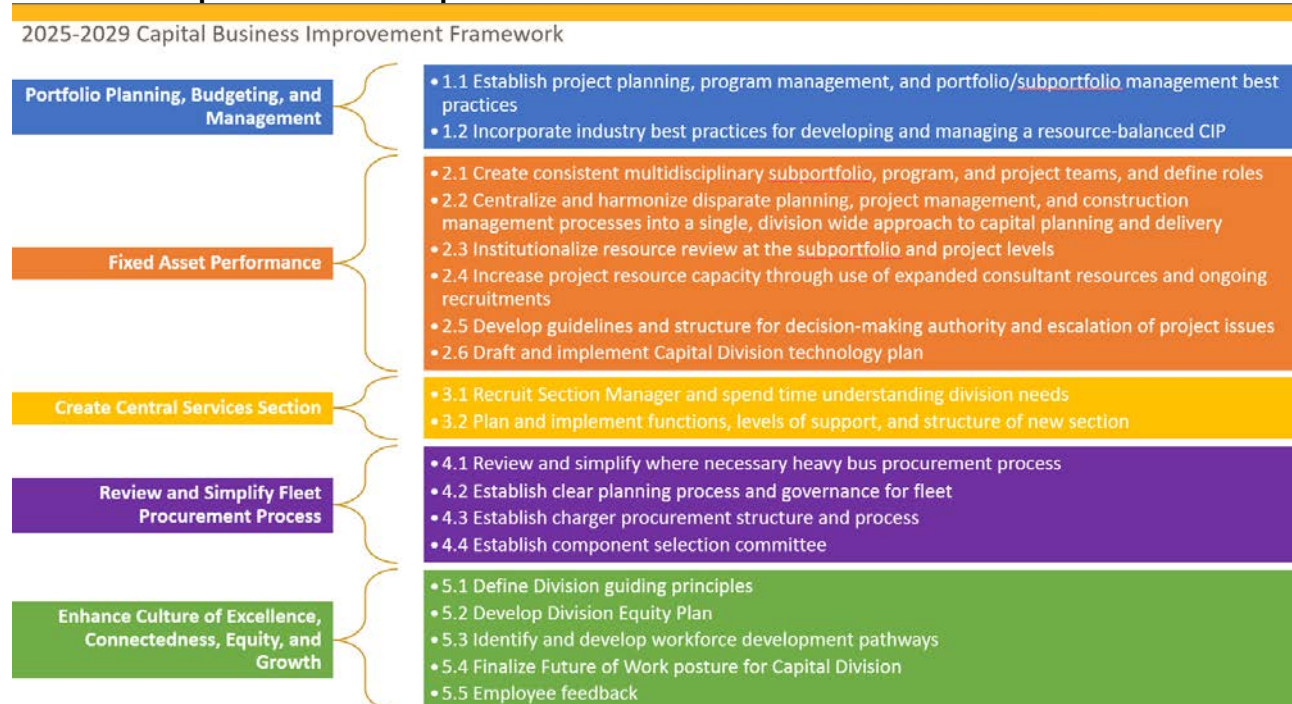 2025-2029 Capital Business Improvement Framework
Portfolio Planning, Budgeting, and
Management
• 1.1 Establish project planning, program management, and portfolio/subportfolio management best
practices
• 1.2 Incorporate industry best practices for developing and managing a resource-balanced CIP
Fixed Asset Performance
• 2.1 Create consistent multidisciplinary subportfolio, program, and project teams, and define roles
• 2.2 Centralize and harmonize disparate planning, project management, and construction
management processes into a single, division wide approach to capital planning and delivery
• 2.3 Institutionalize resource review at the subportfolio and project levels
• 2.4 Increase project resource capacity through use of expanded consultant resources and ongoing
recruitments
• 2.5 Develop guidelines and structure for decision-making authority and escalation of project issues
• 2.6 Draft and implement Capital Division technology plan
Create Central Services Section
• 3.1 Recruit Section Manager and spend time understanding division needs
• 3.2 Plan and implement functions, levels of support, and structure of new section
Review and Simplify Fleet
Procurement Process
• 4.1 Review and simplify where necessary heavy bus procurement process
• 4.2 Establish clear planning process and governance for fleet
• 4.3 Establish charger procurement structure and process
• 4.4 Establish component selection committee
Enhance Culture of Excellence,
Connectedness, Equity, and
Growth
• 5.1 Define Division guiding principles
• 5.2 Develop Division Equity Plan
• 5.3 Identify and develop workforce development pathways
• 5.4 Finalize Future of Work posture for Capital Division
• 5.5 Employee feedback